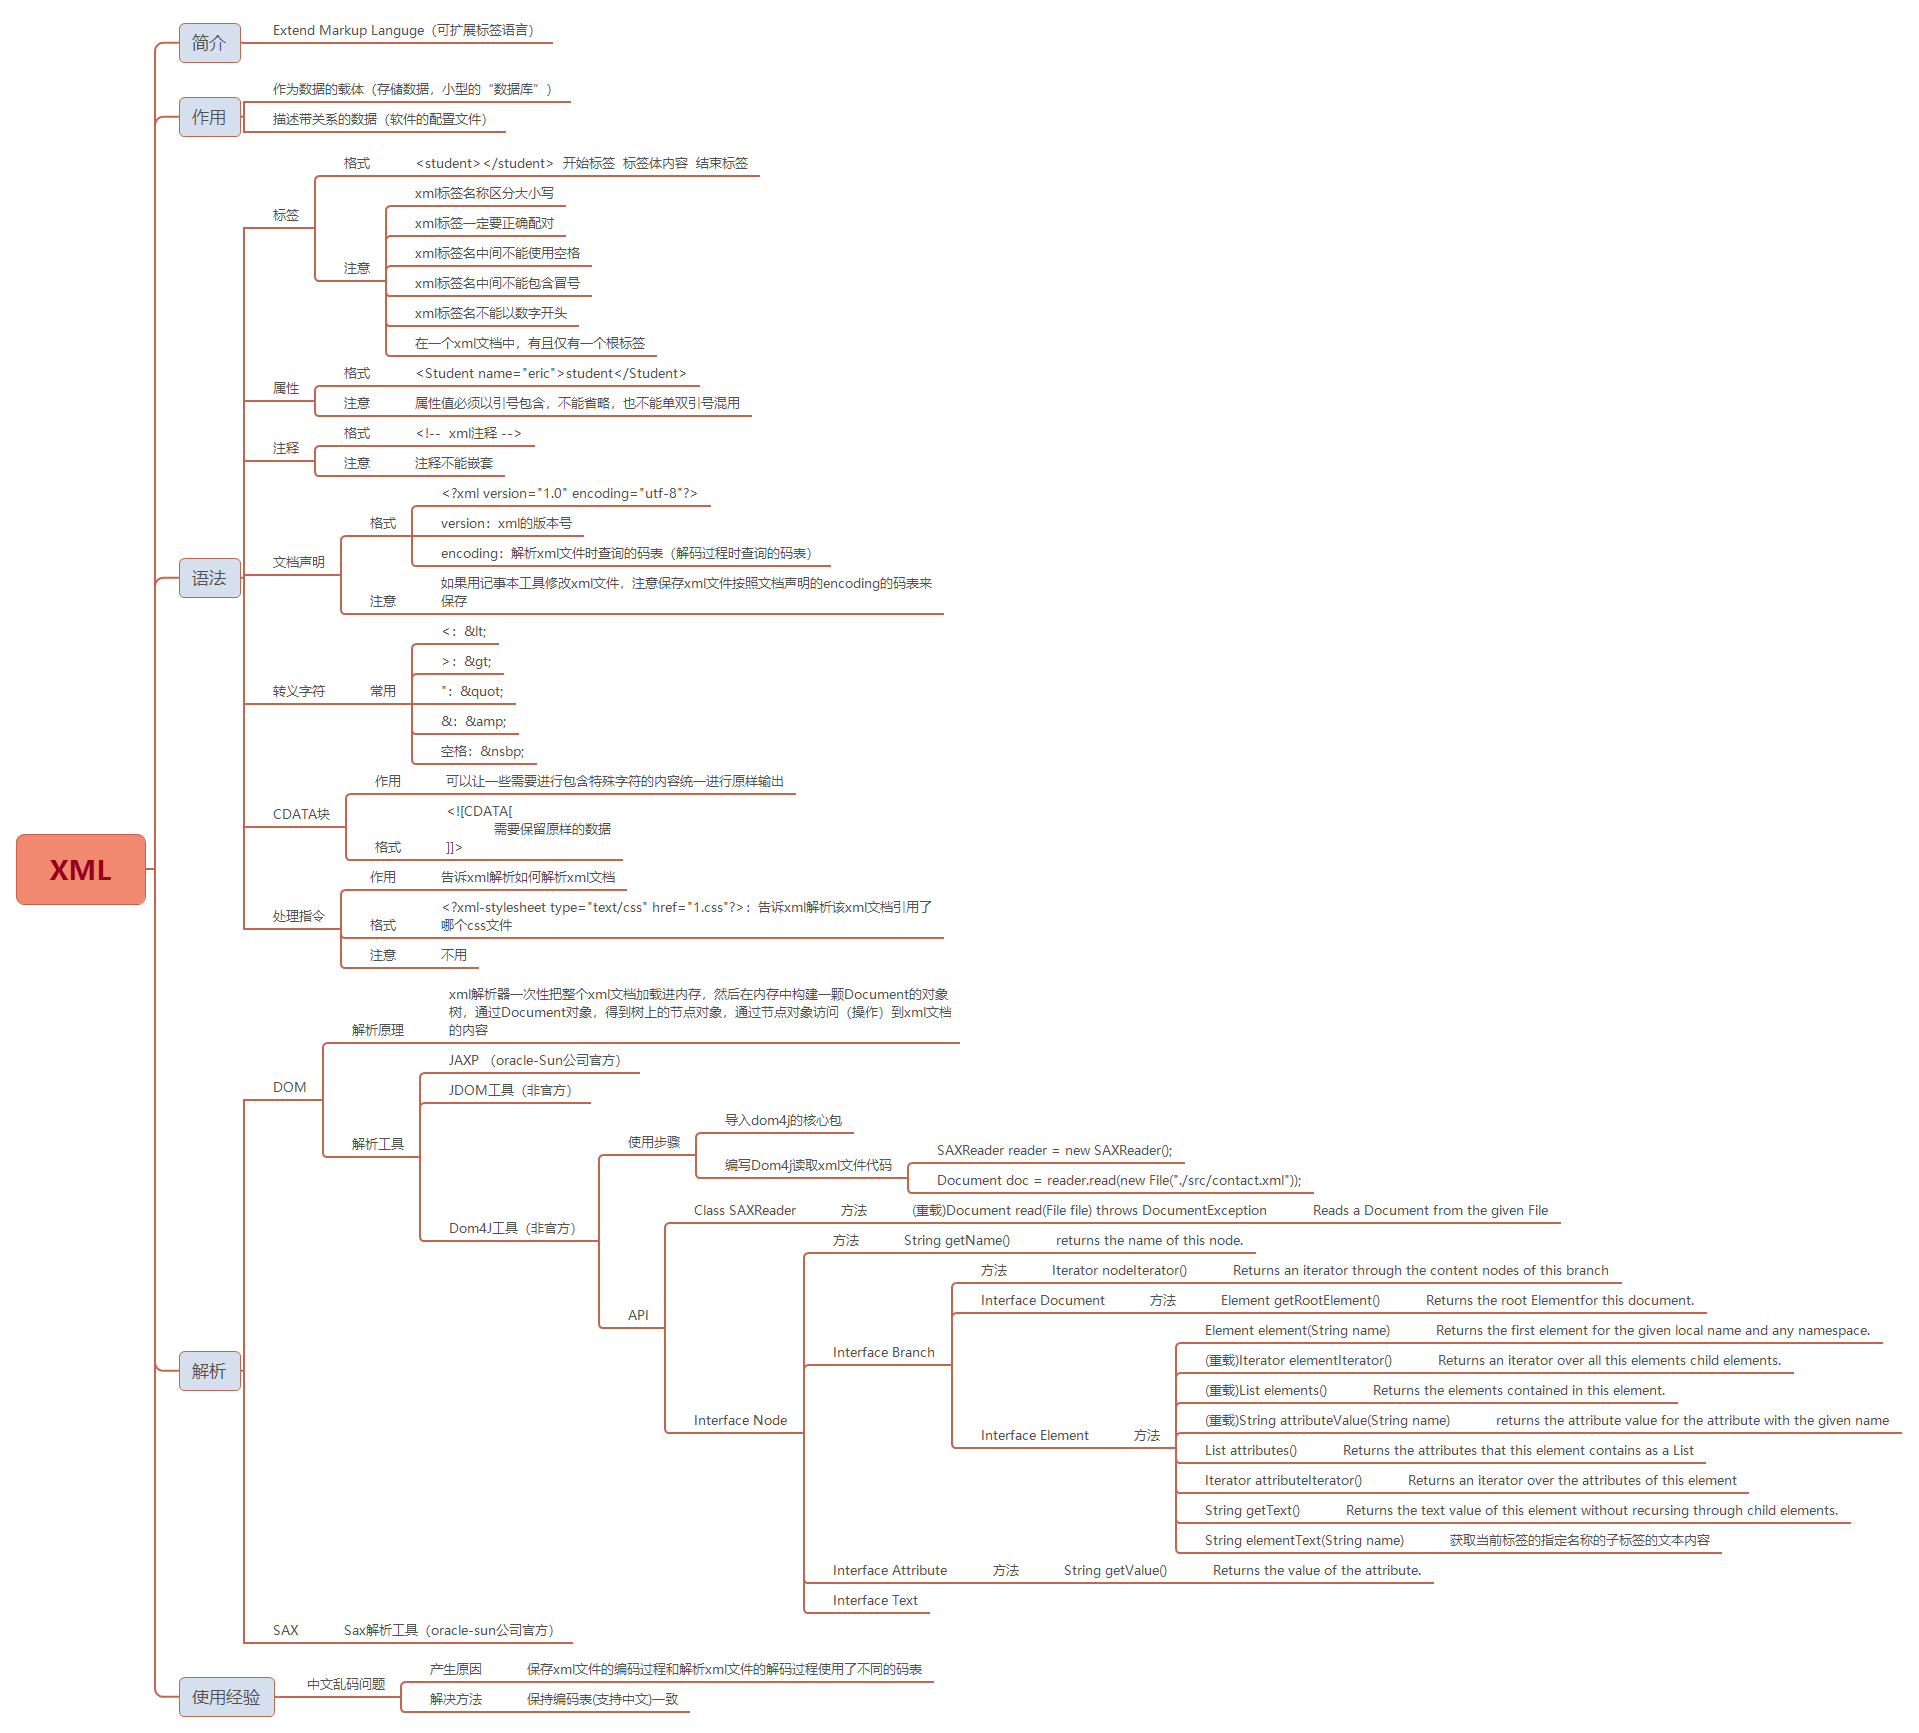 XML
简介
Extend Markup Languge（可扩展标签语言）
作用
作为数据的载体（存储数据，小型的“数据库”）
描述带关系的数据（软件的配置文件）
语法
标签
格式
<student></student>  开始标签  标签体内容  结束标签
注意
xml标签名称区分大小写
xml标签一定要正确配对
xml标签名中间不能使用空格
xml标签名中间不能包含冒号
xml标签名不能以数字开头
在一个xml文档中，有且仅有一个根标签
属性
格式
<Student name="eric">student</Student>
注意
属性值必须以引号包含，不能省略，也不能单双引号混用
注释
格式
<!--  xml注释 -->
注意
注释不能嵌套
文档声明
格式
<?xml version="1.0" encoding="utf-8"?>
version：xml的版本号
encoding：解析xml文件时查询的码表（解码过程时查询的码表）
注意
如果用记事本工具修改xml文件，注意保存xml文件按照文档声明的encoding的码表来
保存
转义字符
常用
<：&lt;
>：&gt;
"：&quot;
&：&amp;
空格：&nsbp;
CDATA块
作用
可以让一些需要进行包含特殊字符的内容统一进行原样输出
格式
<![CDATA[
需要保留原样的数据
]]>
处理指令
作用
告诉xml解析如何解析xml文档
格式
<?xml-stylesheet type="text/css" href="1.css"?>：告诉xml解析该xml文档引用了
哪个css文件
注意
不用
解析
DOM
解析原理
xml解析器一次性把整个xml文档加载进内存，然后在内存中构建一颗Document的对象
树，通过Document对象，得到树上的节点对象，通过节点对象访问（操作）到xml文档
的内容
解析工具
JAXP （oracle-Sun公司官方）
JDOM工具（非官方）
Dom4J工具（非官方）
使用步骤
导入dom4j的核心包
编写Dom4j读取xml文件代码
SAXReader reader = new SAXReader();
Document doc = reader.read(new File("./src/contact.xml"));
API
Class SAXReader
方法
(重载)Document read(File file) throws DocumentException
Reads a Document from the given File
Interface Node
方法
String getName()
returns the name of this node.
Interface Branch
方法
Iterator nodeIterator()
Returns an iterator through the content nodes of this branch
Interface Document
方法
Element getRootElement()
Returns the root Elementfor this document.
Interface Element
方法
Element element(String name)
Returns the first element for the given local name and any namespace.
(重载)Iterator elementIterator()
Returns an iterator over all this elements child elements.
(重载)List elements()
Returns the elements contained in this element.
(重载)String attributeValue(String name)
returns the attribute value for the attribute with the given name
List attributes()
Returns the attributes that this element contains as a List
Iterator attributeIterator()
Returns an iterator over the attributes of this element
String getText()
Returns the text value of this element without recursing through child elements.
String elementText(String name)
获取当前标签的指定名称的子标签的文本内容
Interface Attribute
方法
String getValue()
Returns the value of the attribute.
Interface Text
SAX
Sax解析工具（oracle-sun公司官方）
使用经验
中文乱码问题
产生原因
保存xml文件的编码过程和解析xml文件的解码过程使用了不同的码表
解决方法
保持编码表(支持中文)一致